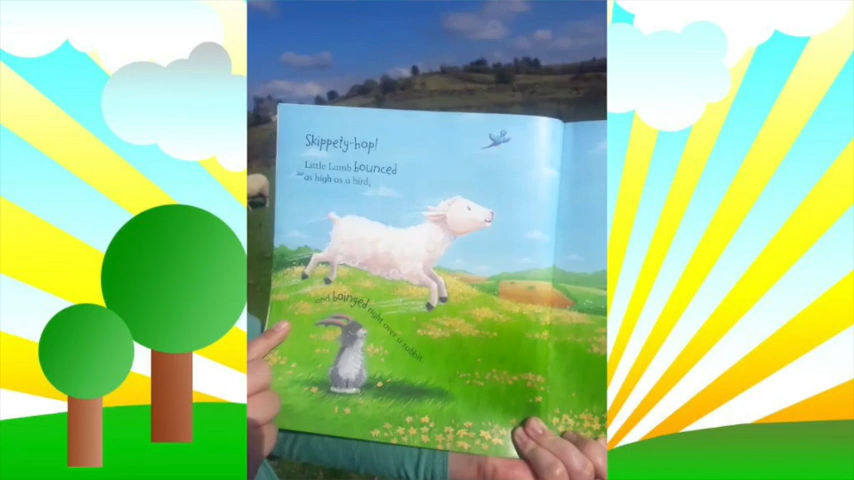 Skippety-hop!
Little Lamb bounced
as high as a bird,
and boinged right over a rabbit.